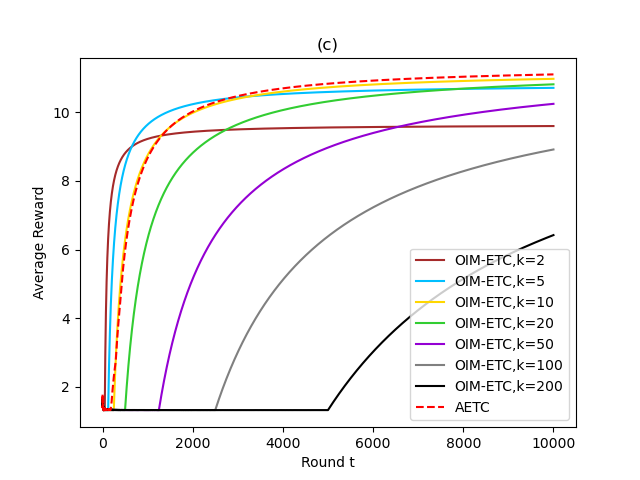 (c)
Average Reward
10
8
6
4
2
0
2000
4000
6000
8000
10000
Round t
OIM-ETC,k=2
OIM-ETC,k=5
OIM-ETC,k=10
OIM-ETC,k=20
OIM-ETC,k=50
OIM-ETC,k=100
OIM-ETC,k=200
AETC